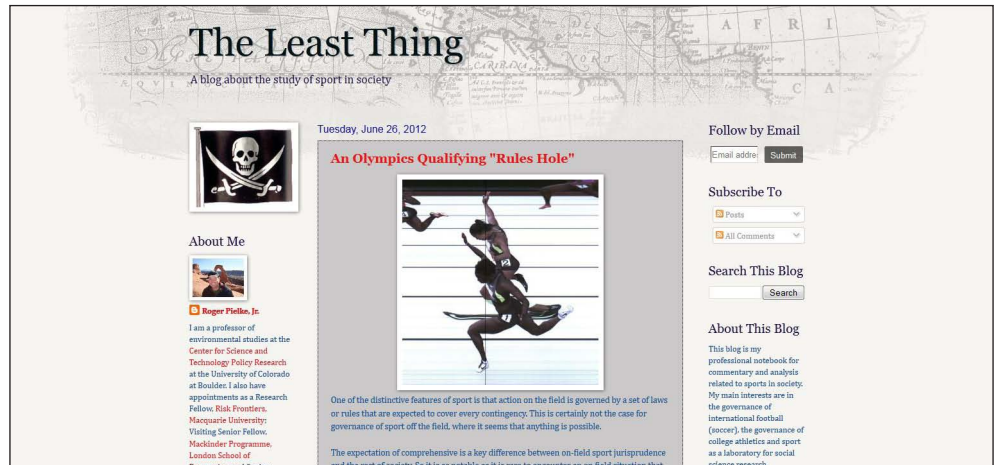 The Least Thing
A blog about the study of sport in society
A F R I
C A
Tuesday, June 26, 2012
An Olympics Qualifying "Rules Hole"
2
1
One of the distinctive features of sport is that action on the field is governed by a set of laws
or rules that are expected to cover every contingency. This is certainly not the case for
governance of sport off the field, where it seems that anything is possible.
The expectation of comprehensive is a key difference between on-field sport jurisprudence
About Me
Roger Pielke, Jr.
I am a professor of
environmental studies at the
Center for Science and
Technology Policy Research
at the University of Colorado
at Boulder. I also have
appointments as a Research
Fellow, Risk Frontiers,
Macquarie University;
Visiting Senior Fellow,
Mackinder Programme,
London School of
Follow by Email
Email addre
Submit
Subscribe To
Posts
All Comments
Search This Blog
Search
About This Blog
This blog is my
professional notebook for
commentary and analysis
related to sports in society.
My main interests are in
the governance of
international football
(soccer), the governance of
college athletics and sport
as a laboratory for social
science research.